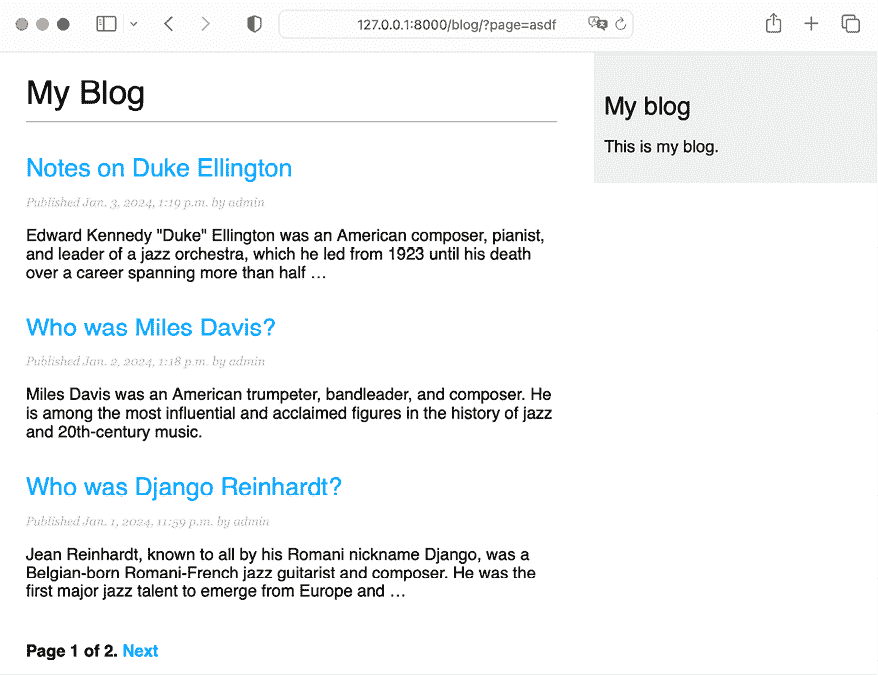 127.0.0.1:8000/blog/?page=asdf
My Blog
Notes on Duke Ellington
Published Jan. 3, 2024, 1:19 p.m. by admin
Edward Kennedy "Duke" Ellington was an American composer, pianist,
and leader of a jazz orchestra, which he led from 1923 until his death
over a career spanning more than half …
Who was Miles Davis?
Published Jan. 2, 2024, 1:18 p.m. by admin
Miles Davis was an American trumpeter, bandleader, and composer. He
is among the most influential and acclaimed figures in the history of jazz
and 20th-century music.
Who was Django Reinhardt?
Published Jan. 1, 2024, 11:59 p.m. by admin
Jean Reinhardt, known to all by his Romani nickname Django, was a
Belgian-born Romani-French jazz guitarist and composer. He was the
first major jazz talent to emerge from Europe and …
Page 1 of 2. Next
My blog
This is my blog.